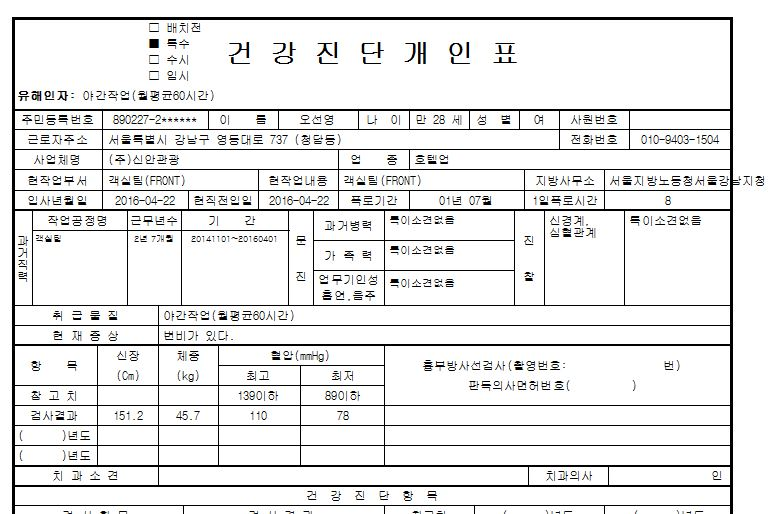 □ 배치전
■ 특수
□ 수시
□ 임시
건 강 진 단 개 인 표
유해인자: 야간작업(월평균60시간)
주민등록번호 890227-2****** 이 름 오선영 나 이 만 28 세 성 별 여 사원번호
근로자주소 서울특별시 강남구 영동대로 737 (청담동) 전화번호 010-9403-1504
사업체명 (주)신안관광 업 종 호텔업
현작업부서 객실팀(FRONT) 현작업내용 객실팀(FRONT) 지방사무소 서울지방노동청서울강남지청
입사년월일 2016-04-22 현직전입일 2016-04-22 폭로기간 01년 07월 1일폭로시간 8
과거직력 작업공정명 근무년수 기 간
객실팀 2년 7개월 20141101~20160401
문 진
과거병력 특이소견없음
가 족 력 특이소견없음
업무기인성
흡연,음주 특이소견없음
진 찰
신경계,
심혈관계 특이소견없음
취 급 물 질 야간작업(월평균60시간)
현 재 증 상 변비가 있다.
항 목 신장 (Cm) 체중 (kg) 혈압(mmHg)
최고 최저
흉부방사선검사(촬영번호: 번)
판독의사면허번호( )
참 고 치 139이하 89이하
검사결과 151.2 45.7 110 78
( )년도
( )년도
치 과 소 견 치과의사 인
건 강 진 단 항 목